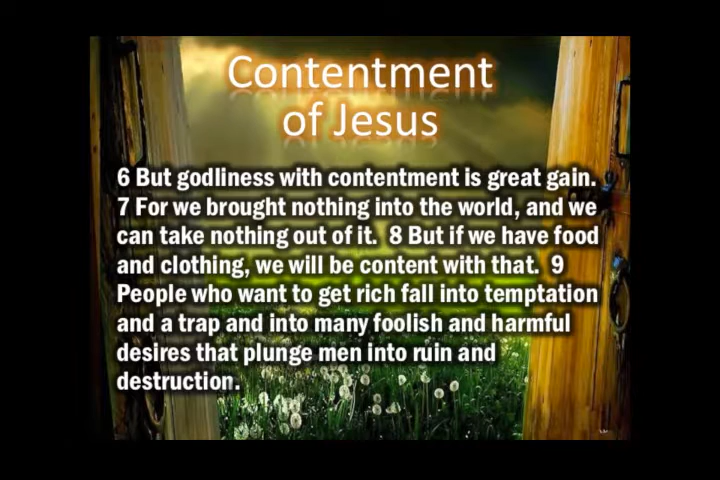 Contentment
of Jesus
6 But godliness with contentment is great gain.
7 For we brought nothing into the world, and we
can take nothing out of it.  8 But if we have food
and clothing, we will be content with that.  9
People who want to get rich fall into temptation
and a trap and into many foolish and harmful
desires that plunge men into ruin and
destruction.